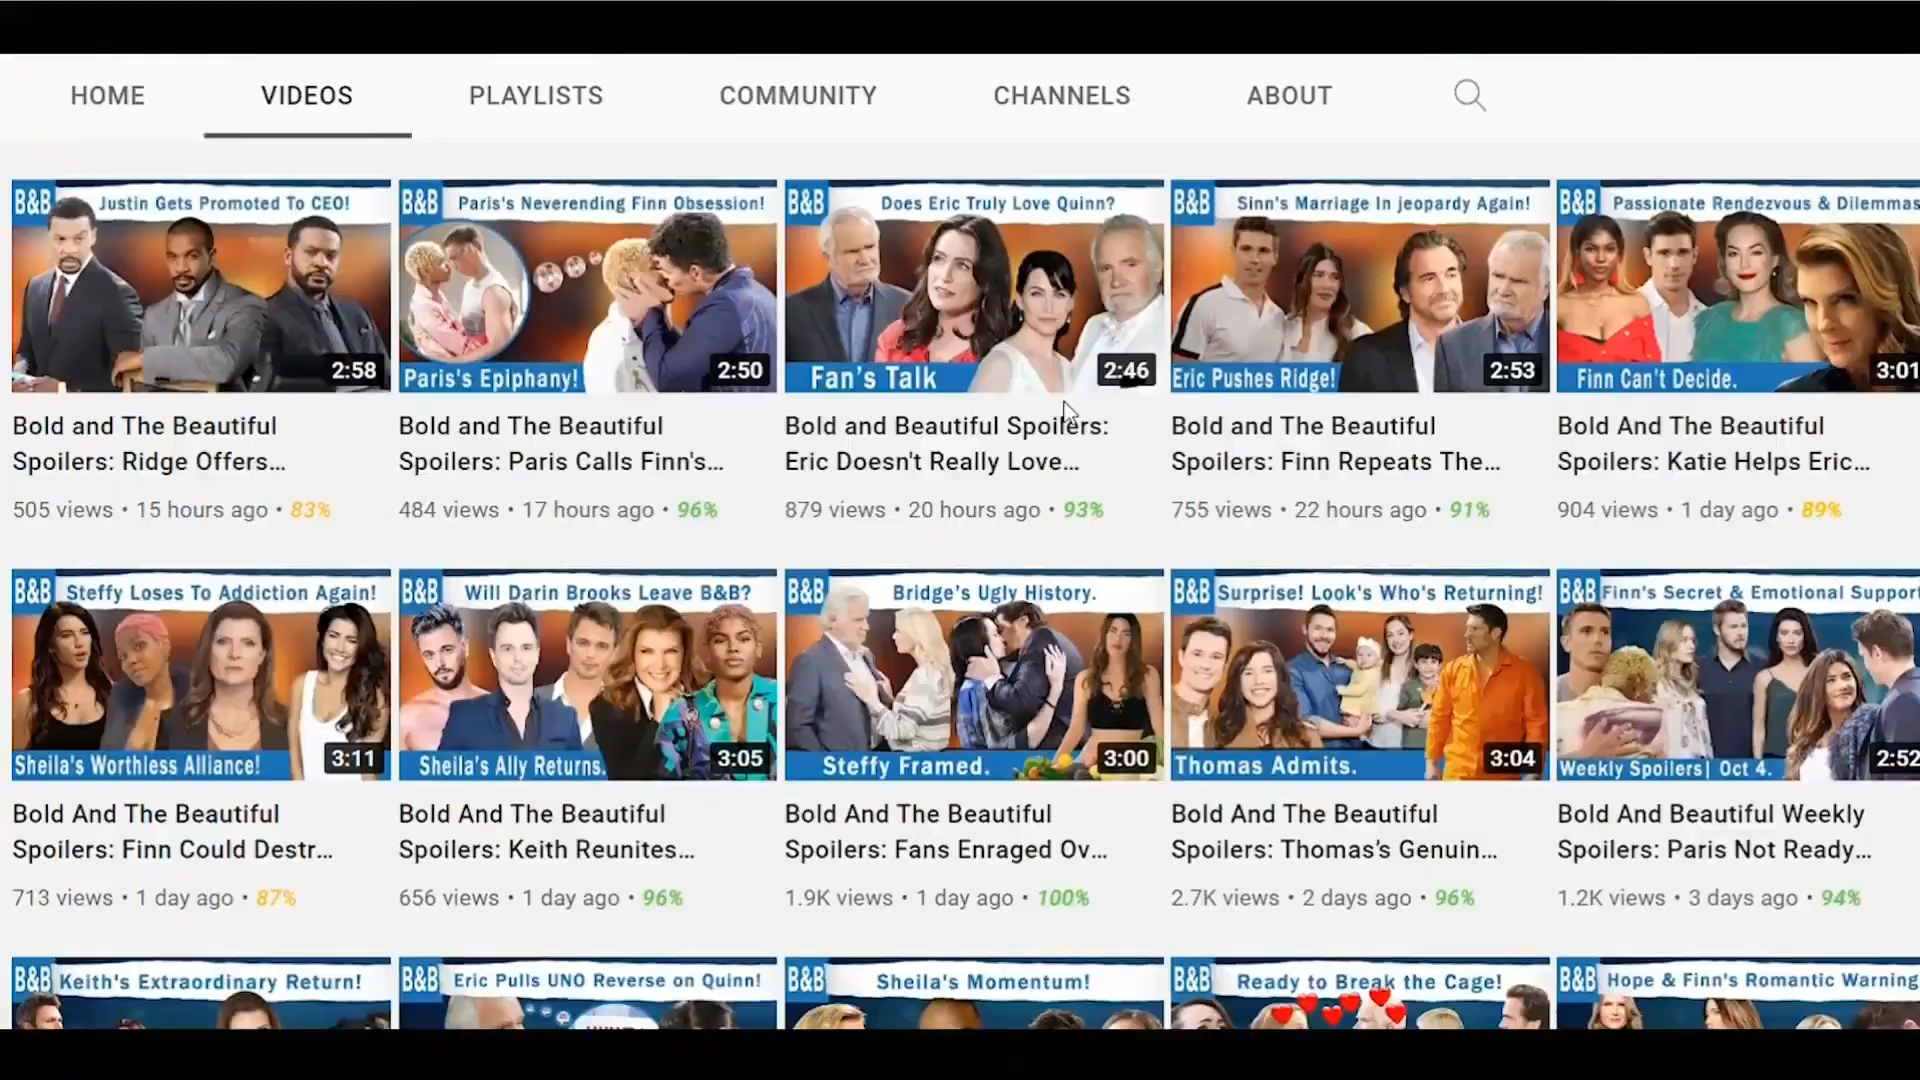 HOME VIDEOS PLAYLISTS COMMUNITY CHANNELS ABOUT
B&B Justin Gets Promoted To CEO!
2:58
B&B Paris's Neverending Finn Obsession!
Paris's Epiphany!
2:50
B&B Does Eric Truly Love Quinn?
Fan's Talk
2:46
B&B Sinn's Marriage In Jeopardy Again!
Eric Pushes Ridge!
2:53
B&B Passionate Rendezvous & Dilemmas
Finn Can't Decide.
3:01
Bold and The Beautiful
Spoilers: Ridge Offers...
505 views • 15 hours ago • 83%
Bold and The Beautiful
Spoilers: Paris Calls Finn's...
484 views • 17 hours ago • 96%
Bold and Beautiful Spoilers:
Eric Doesn't Really Love...
879 views • 20 hours ago • 93%
Bold and The Beautiful
Spoilers: Finn Repeats The...
755 views • 22 hours ago • 91%
Bold And The Beautiful
Spoilers: Katie Helps Eric...
904 views • 1 day ago • 89%
B&B Steffy Loses To Addiction Again!
Sheila's Worthless Alliance!
3:11
B&B Will Darin Brooks Leave B&B?
Sheila's Ally Returns.
3:05
B&B Bridge's Ugly History.
Steffy Framed.
3:00
B&B Surprise! Look's Who's Returning!
Thomas Admits.
3:04
B&B Finn's Secret & Emotional Support
Weekly Spoilers| Oct 4.
2:52
Bold And The Beautiful
Spoilers: Finn Could Destr...
713 views • 1 day ago • 87%
Bold And The Beautiful
Spoilers: Keith Reunites...
656 views • 1 day ago • 96%
Bold And The Beautiful
Spoilers: Fans Enraged Ov...
1.9K views • 1 day ago • 100%
Bold And The Beautiful
Spoilers: Thomas's Genuin...
2.7K views • 2 days ago • 96%
Bold And Beautiful Weekly
Spoilers: Paris Not Ready...
1.2K views • 3 days ago • 94%
B&B Keith's Extraordinary Return!
B&B Eric Pulls UNO Reverse on Quinn!
B&B Sheila's Momentum!
B&B Ready to Break the Cage!
B&B Hope & Finn's Romantic Warning